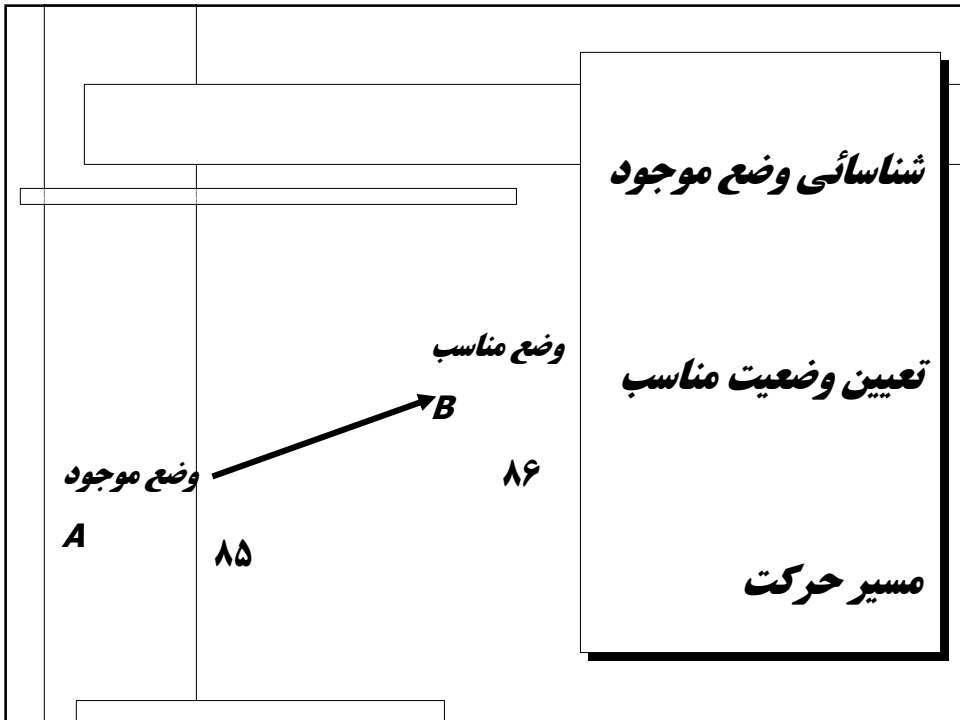 شناسائی وضع موجود
تعیین وضعیت مناسب
مسیر حرکت
وضع مناسب
B
۸۶
وضع موجود
A
۸۵